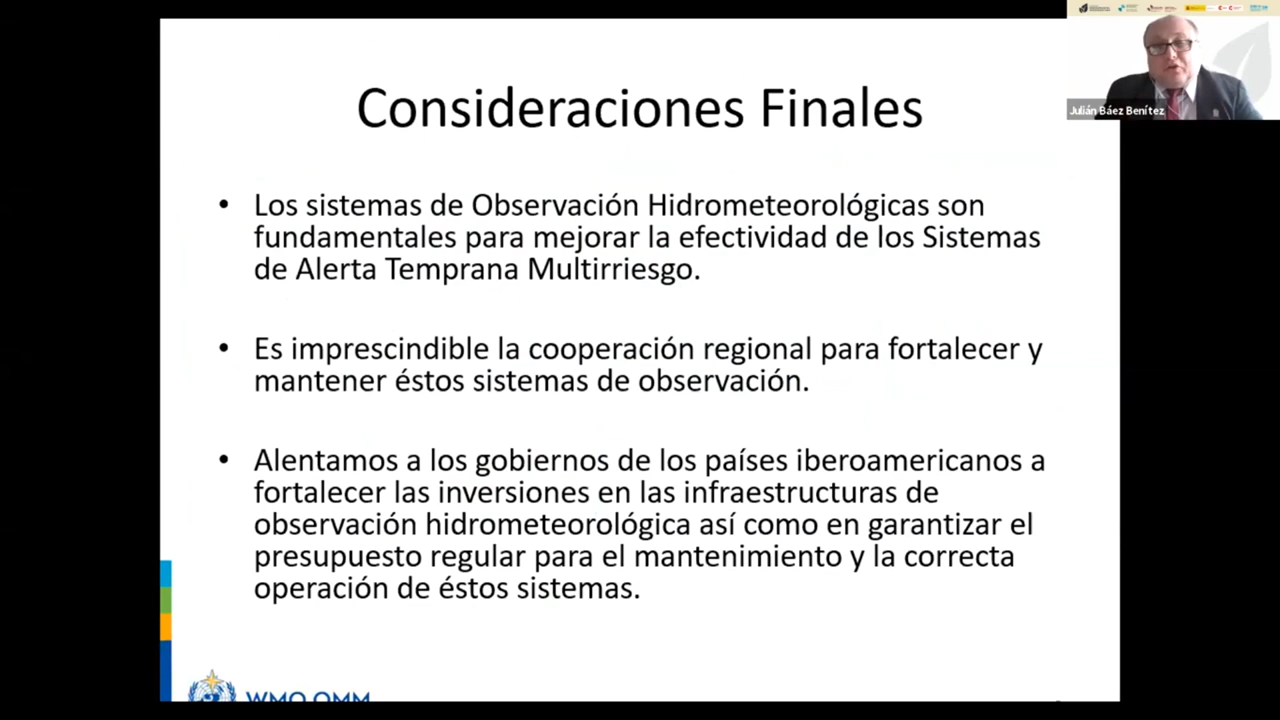 Consideraciones Finales
Julián Báez Benítez
• Los sistemas de Observación Hidrometeorológicas son
fundamentales para mejorar la efectividad de los Sistemas
de Alerta Temprana Multirriesgo.
• Es imprescindible la cooperación regional para fortalecer y
mantener éstos sistemas de observación.
• Alentamos a los gobiernos de los países iberoamericanos a
fortalecer las inversiones en las infraestructuras de
observación hidrometeorológica así como en garantizar el
presupuesto regular para el mantenimiento y la correcta
operación de éstos sistemas.
WMO OMM